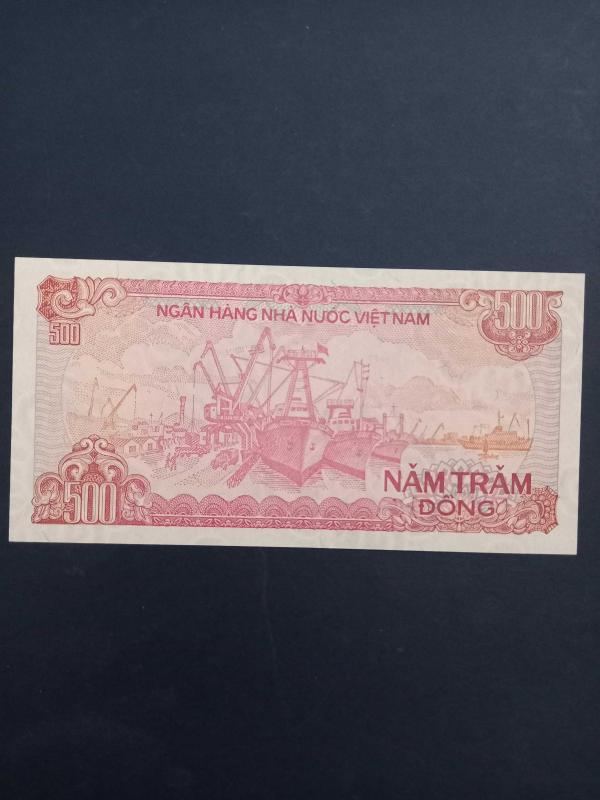 NGÂN HÀNG NHÀ NƯỚC VIỆT NAM
500
500
500
NĂM TRĂM
ĐỒNG